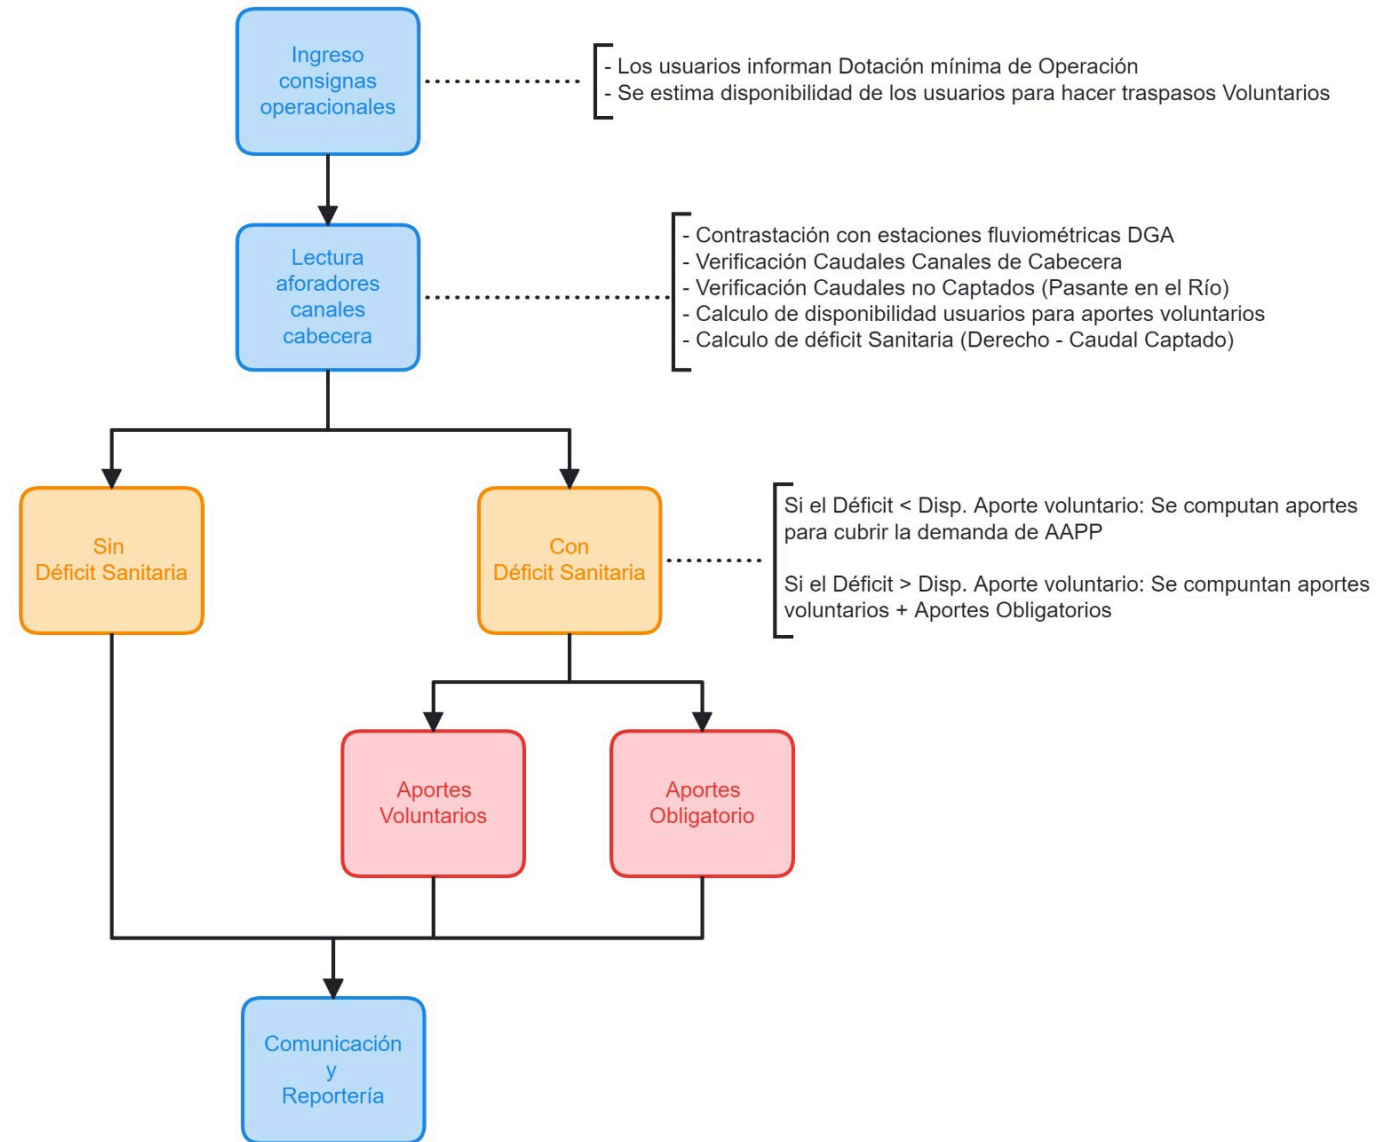 Ingreso
consignas
operacionales
- Los usuarios informan Dotación mínima de Operación
- Se estima disponibilidad de los usuarios para hacer traspasos Voluntarios
Lectura
aforadores
canales
cabecera
- Contrastación con estaciones fluviométricas DGA
- Verificación Caudales Canales de Cabecera
- Verificación Caudales no Captados (Pasante en el Río)
- Calculo de disponibilidad usuarios para aportes voluntarios
- Calculo de déficit Sanitaria (Derecho - Caudal Captado)
Sin
Déficit Sanitaria
Con
Déficit Sanitaria
Si el Déficit < Disp. Aporte voluntario: Se computan aportes
para cubrir la demanda de AAPP
Si el Déficit > Disp. Aporte voluntario: Se compuntan aportes
voluntarios + Aportes Obligatorios
Aportes
Voluntarios
Aportes
Obligatorio
Comunicación
y
Reportería